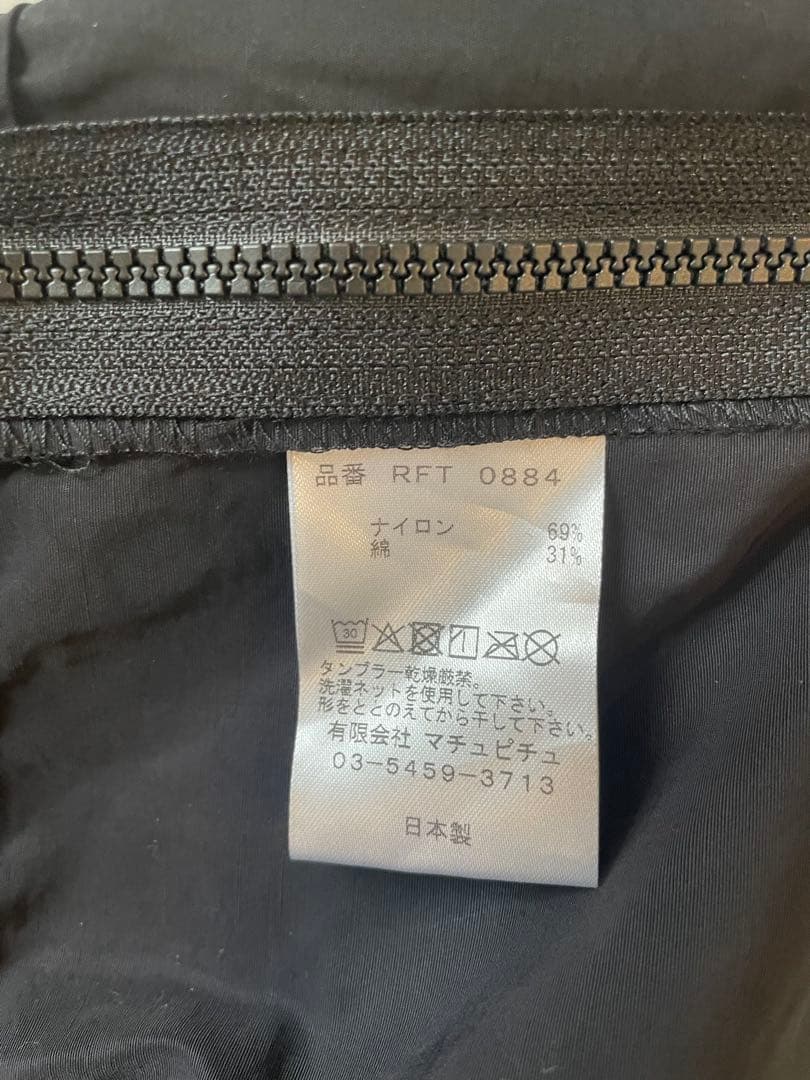 品番 RFT 0884
ナイロン 69%
綿 31%
30
タンブラー乾燥厳禁。
洗濯ネットを使用して下さい。
形をととのえてから干して下さい。
有限会社 マチュピチュ
03-5459-3713
日本製